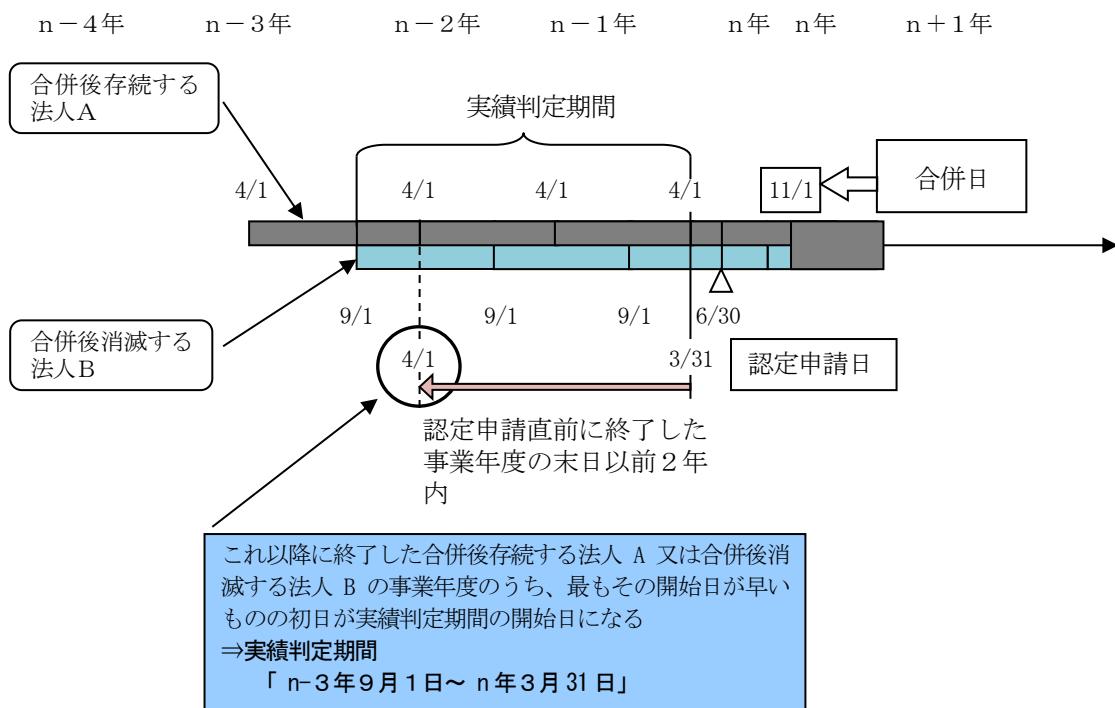 n－4年 n－3年 n－2年 n－1年 n年 n年 n＋1年
合併後存続する
法人Ａ
実績判定期間
合併日
4/1 4/1 4/1 4/1 11/1
9/1 9/1 9/1 6/30
合併後消滅する
法人Ｂ
4/1 3/31 認定申請日
認定申請直前に終了した
事業年度の末日以前２年
内
これ以降に終了した合併後存続する法人 A 又は合併後消
滅する法人 B の事業年度のうち、最もその開始日が早い
ものの初日が実績判定期間の開始日になる
⇒実績判定期間
「 n-３年９月１日～ n 年３月 31 日」